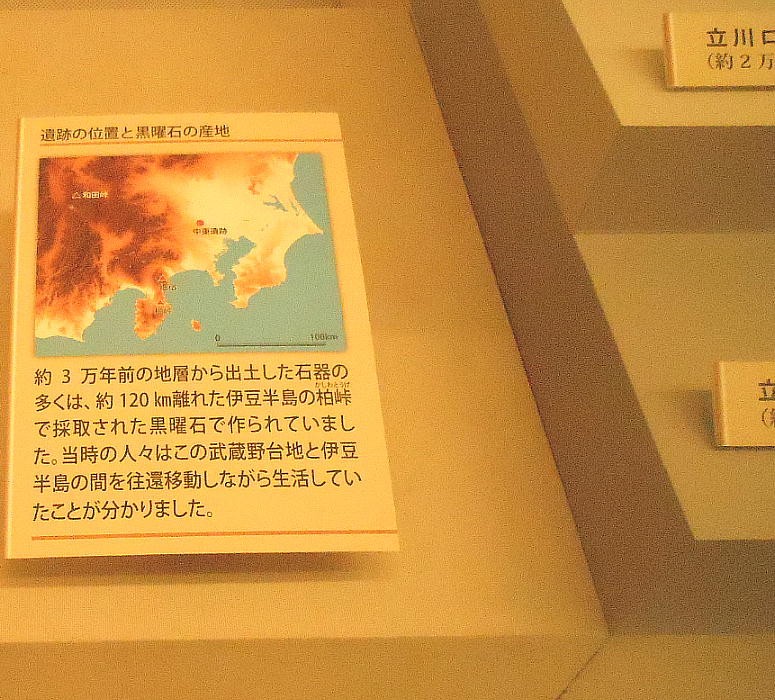 遺跡の位置と黒曜石の産地
和田峠
中東遺跡
箱根
柏峠
0 100km
約 3 万年前の地層から出土した石器の
かしわとうげ
多くは、約 120 km離れた伊豆半島の柏峠
で採取された黒曜石で作られていまし
た。当時の人々はこの武蔵野台地と伊豆
半島の間を往還移動しながら生活してい
たことが分かりました。
立川ロ
(約 2 万
立